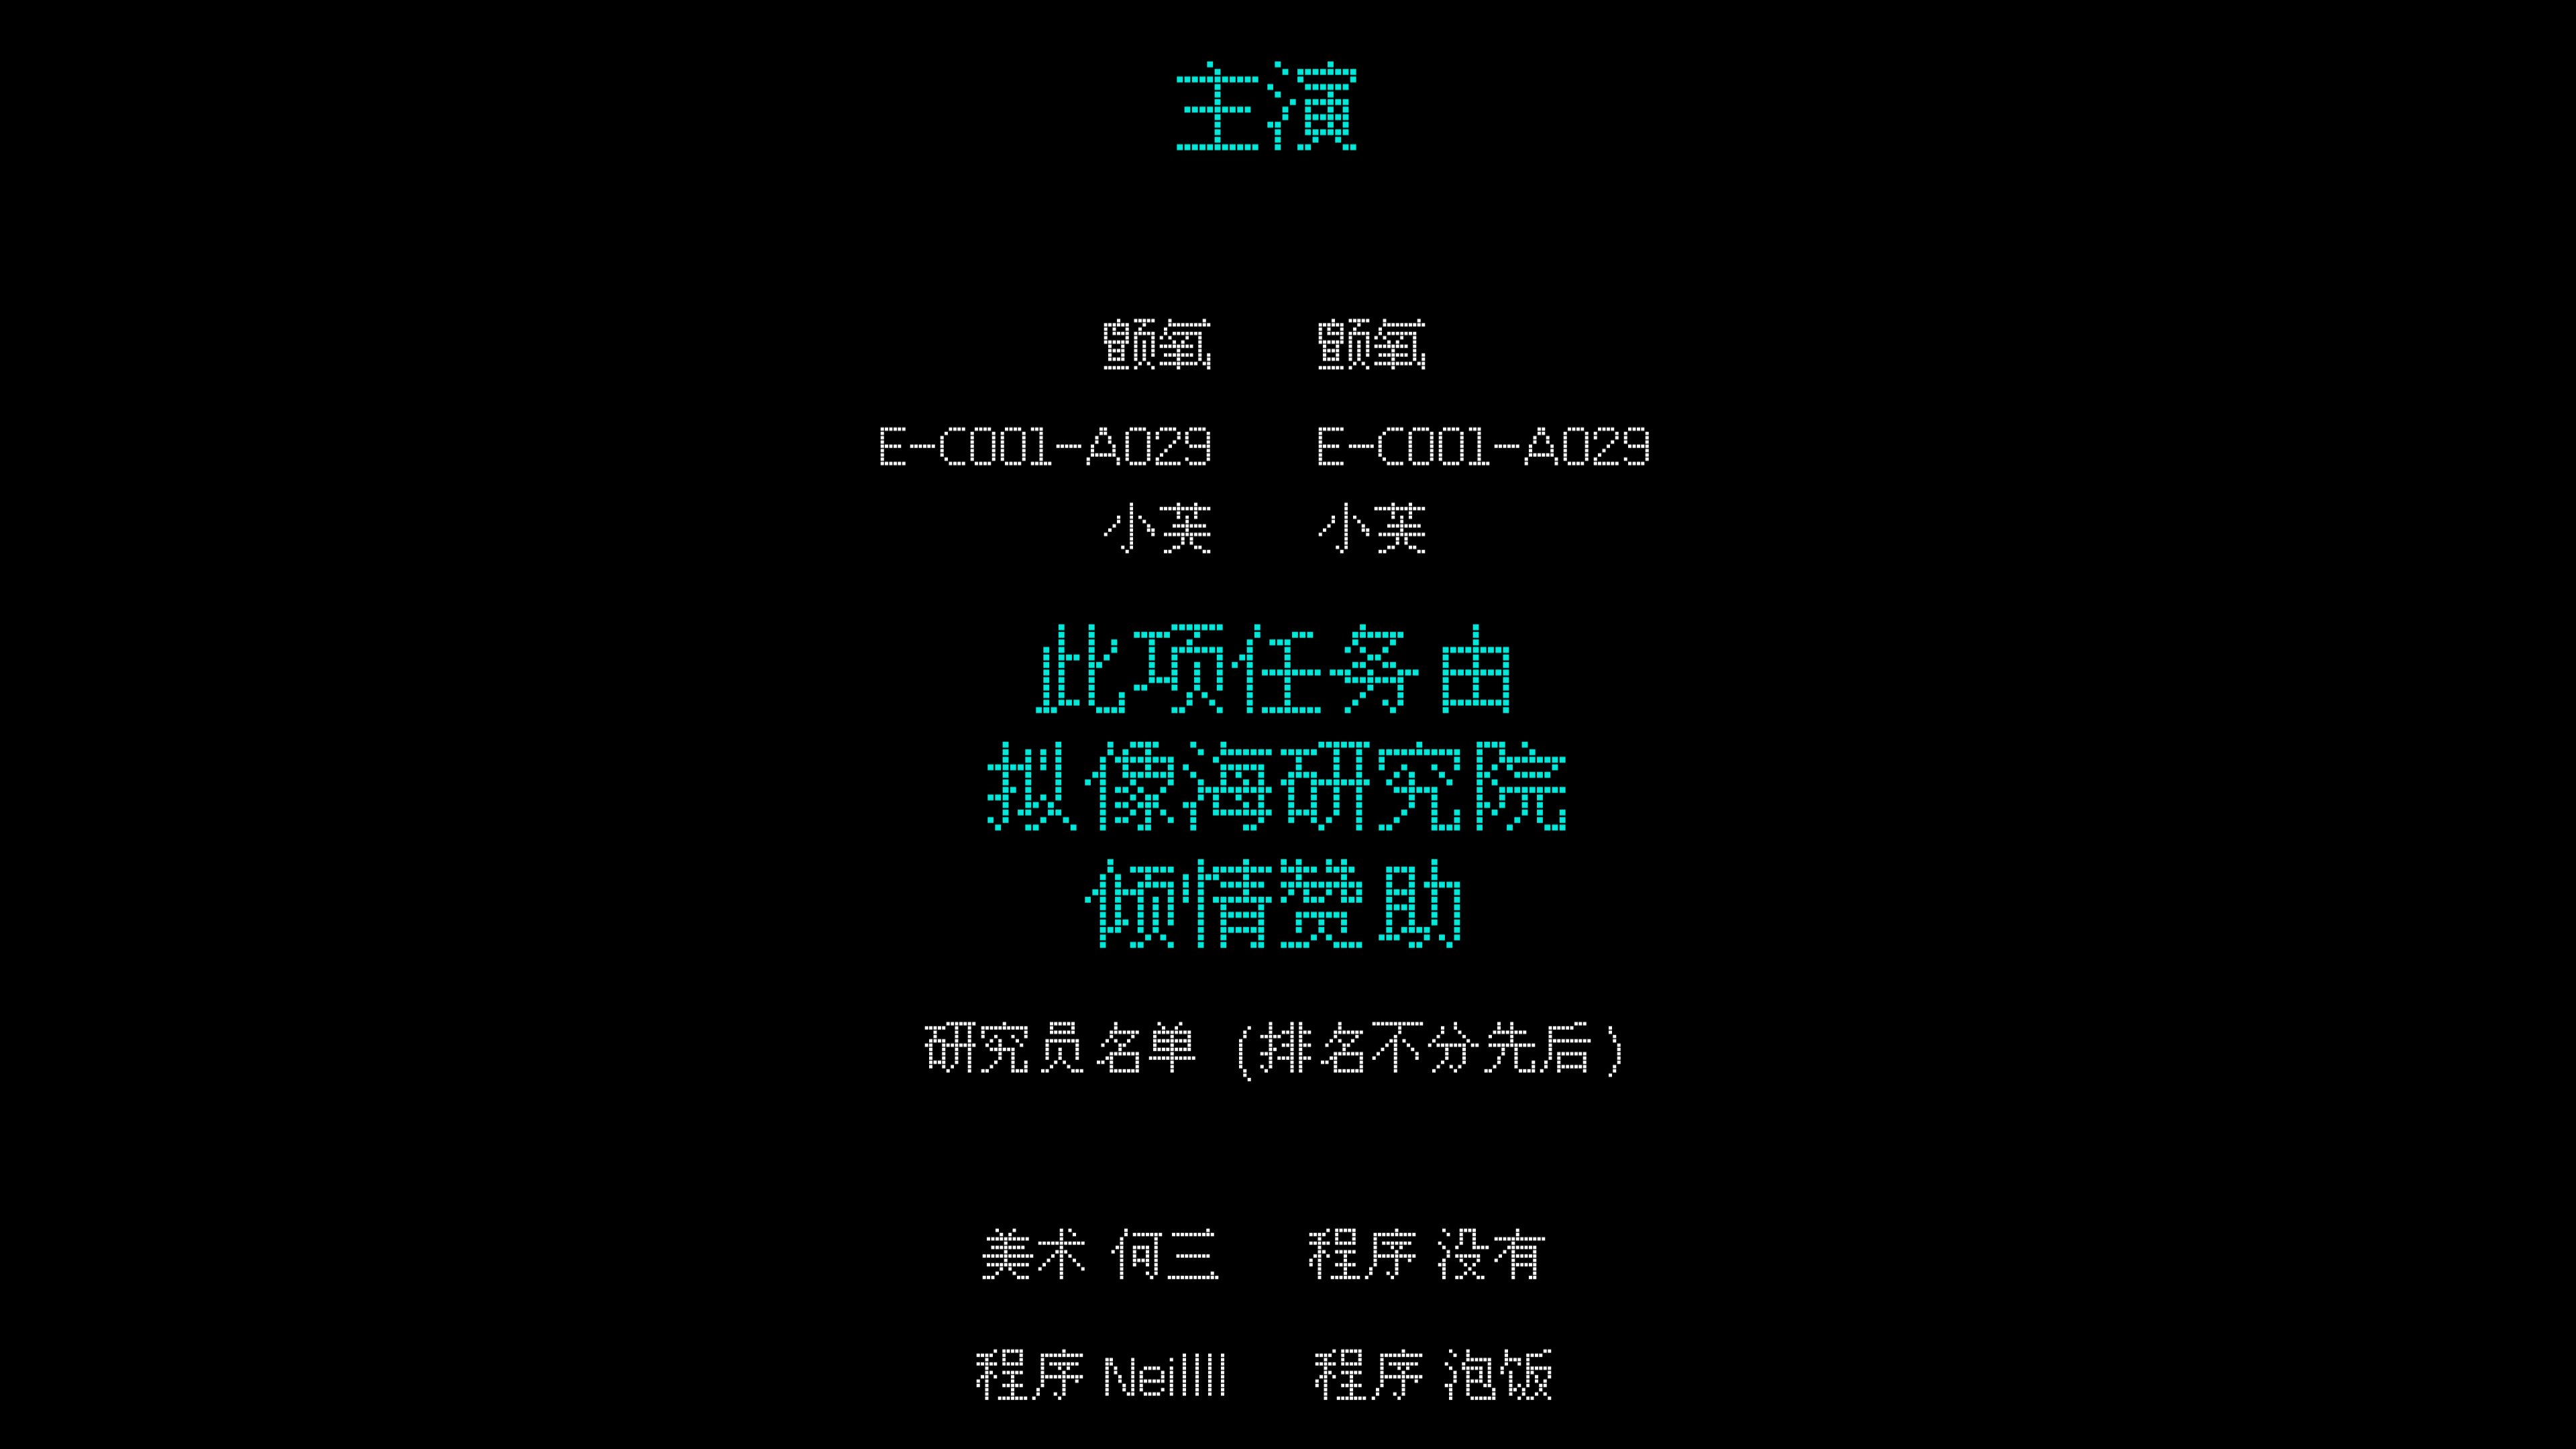 主演
颤氧 颤氧
E-C001-A029 E-C001-A029
小芙 小芙
此项任务由
拟像海研究院
倾情赞助
研究员名单（排名不分先后）
美术 何三 程序 没有
程序 Neillll 程序 泡饭